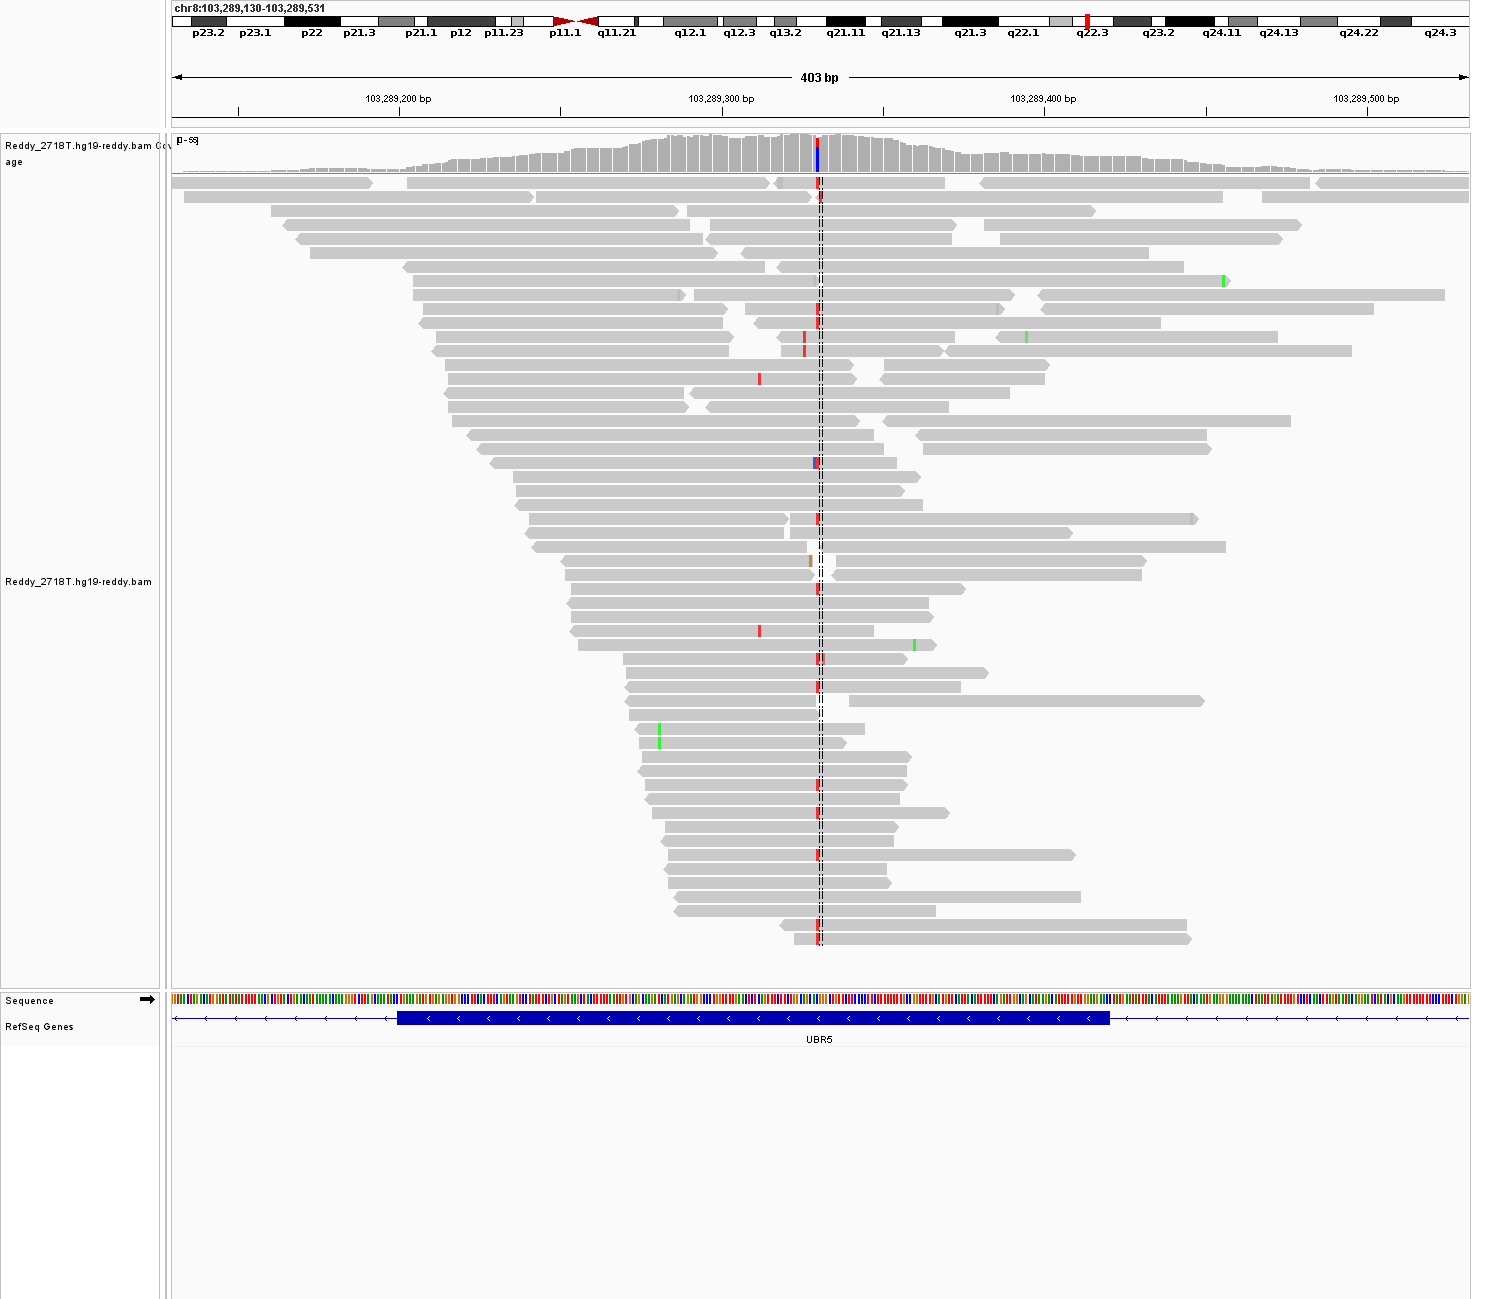 chr8:103,289,130-103,289,531
p23.2 p23.1 p22 p21.3 p21.1 p12 p11.23 p11.1 q11.21 q12.1 q12.3 q13.2 q21.11 q21.13 q21.3 q22.1 q22.3 q23.2 q24.11 q24.13 q24.22 q24.3
403 bp
103,289,200 bp 103,289,300 bp 103,289,400 bp 103,289,500 bp
Reddy_2718T.hg19-reddy.bam Cov
age
Reddy_2718T.hg19-reddy.bam
Sequence
RefSeq Genes
UBR5